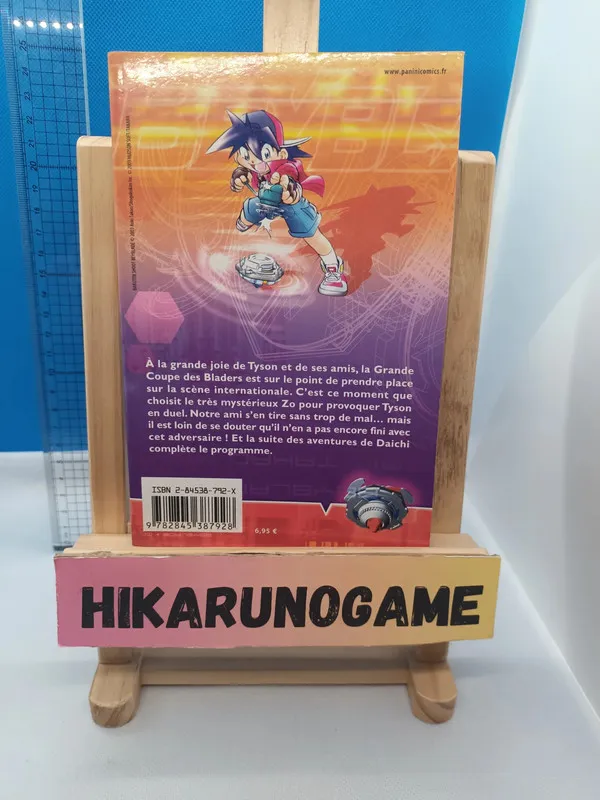 www.paninicomics.fr
À la grande joie de Tyson et de ses amis, la Grande
Coupe des Bladers est sur le point de prendre place
sur la scène internationale. C'est ce moment que
choisit le très mystérieux Zo pour provoquer Tyson
en duel. Notre ami s'en tire sans trop de mal... mais
il est loin de se douter qu'il n'en a pas encore fini avec
cet adversaire ! Et la suite des aventures de Daichi
complète le programme.
ISBN 2-84538-792-X
9 782845 387928
6,95 €
HIKARUNOGAME